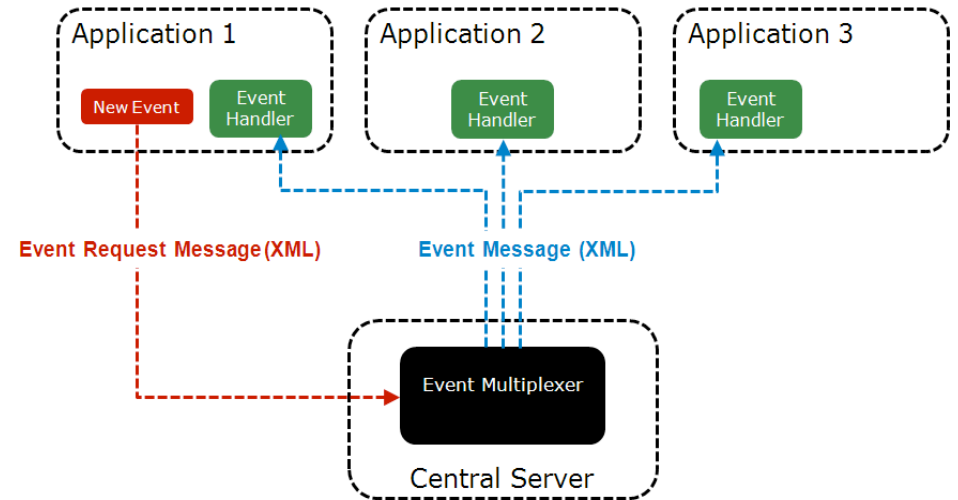 Application 1
Application 2
Application 3
New Event
Event
Handler
Event
Handler
Event
Handler
Event Request Message(XML)
Event Message (XML)
Event Multiplexer
Central Server